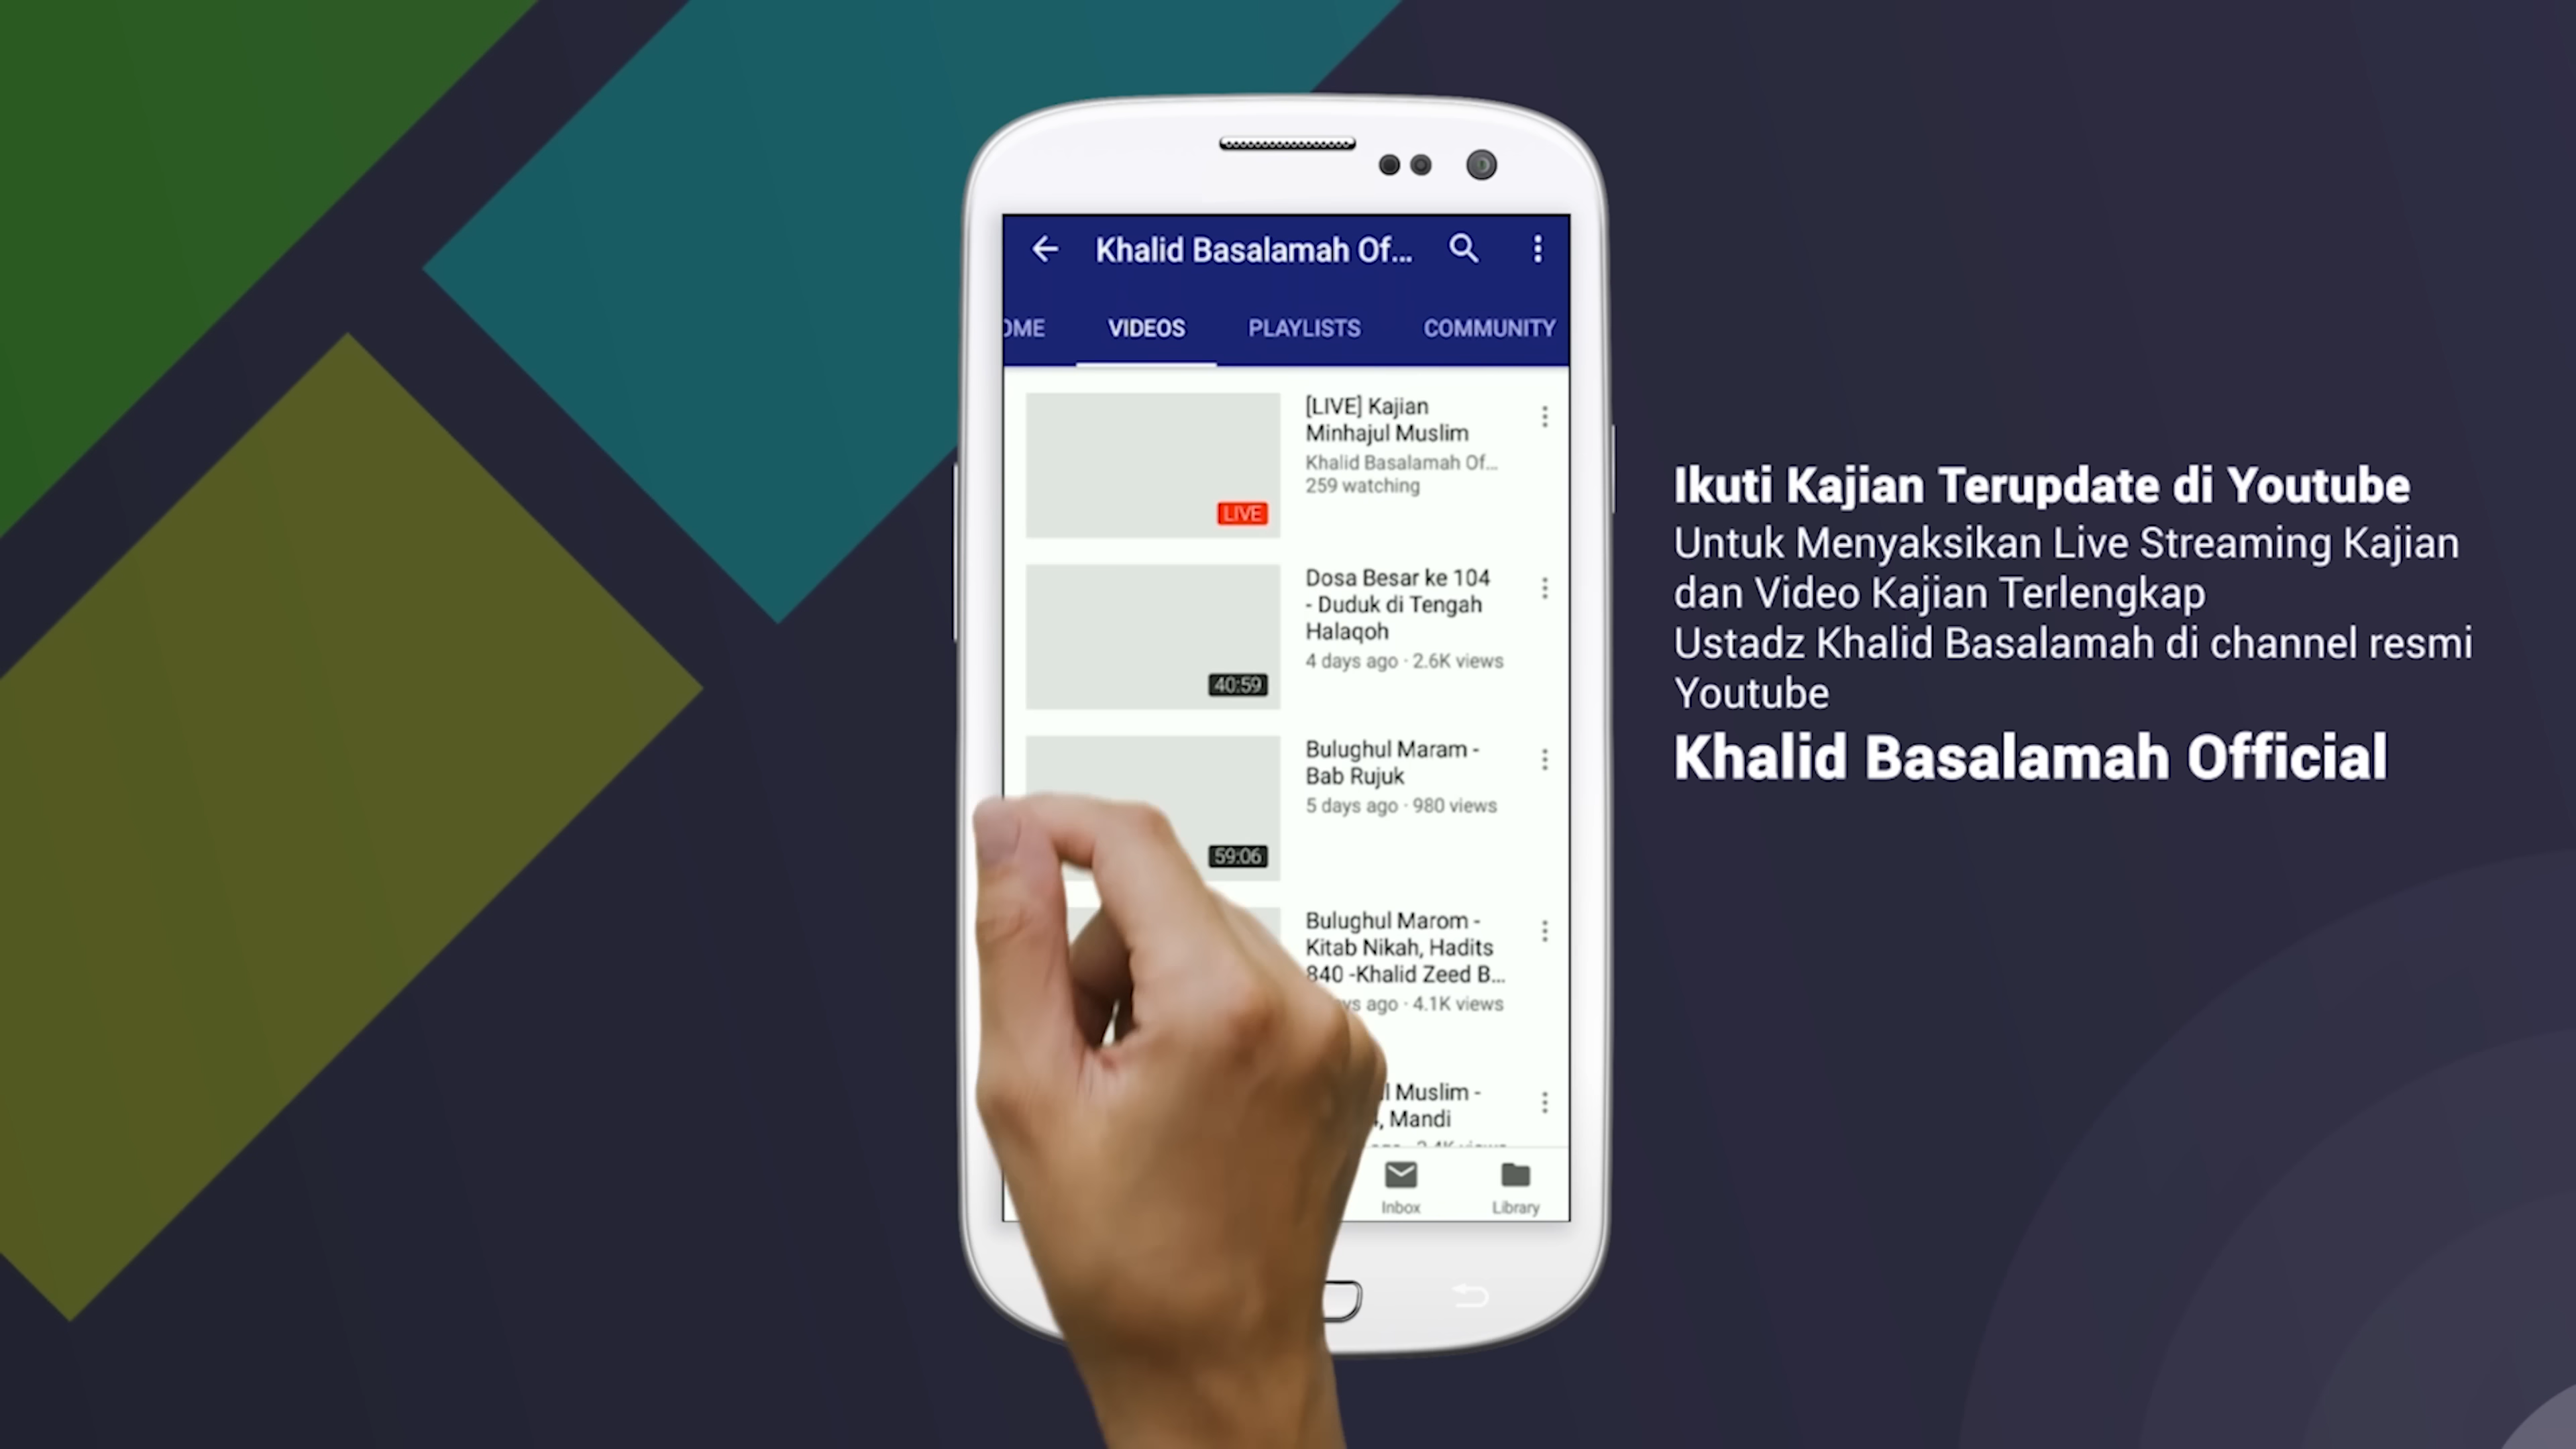 Khalid Basalamah Of...
OME
VIDEOS
PLAYLISTS
COMMUNITY
[LIVE] Kajian
Minhajul Muslim
Khalid Basalamah Of...
259 watching
LIVE
Dosa Besar ke 104
- Duduk di Tengah
Halaqoh
4 days ago · 2.6K views
40:59
Bulughul Maram -
Bab Rujuk
5 days ago · 980 views
59:06
Bulughul Marom -
Kitab Nikah, Hadits
840 -Khalid Zeed B...
ago · 4.1K views
Muslim -
, Mandi
Inbox
Library
Ikuti Kajian Terupdate di Youtube
Untuk Menyaksikan Live Streaming Kajian
dan Video Kajian Terlengkap
Ustadz Khalid Basalamah di channel resmi
Youtube
Khalid Basalamah Official